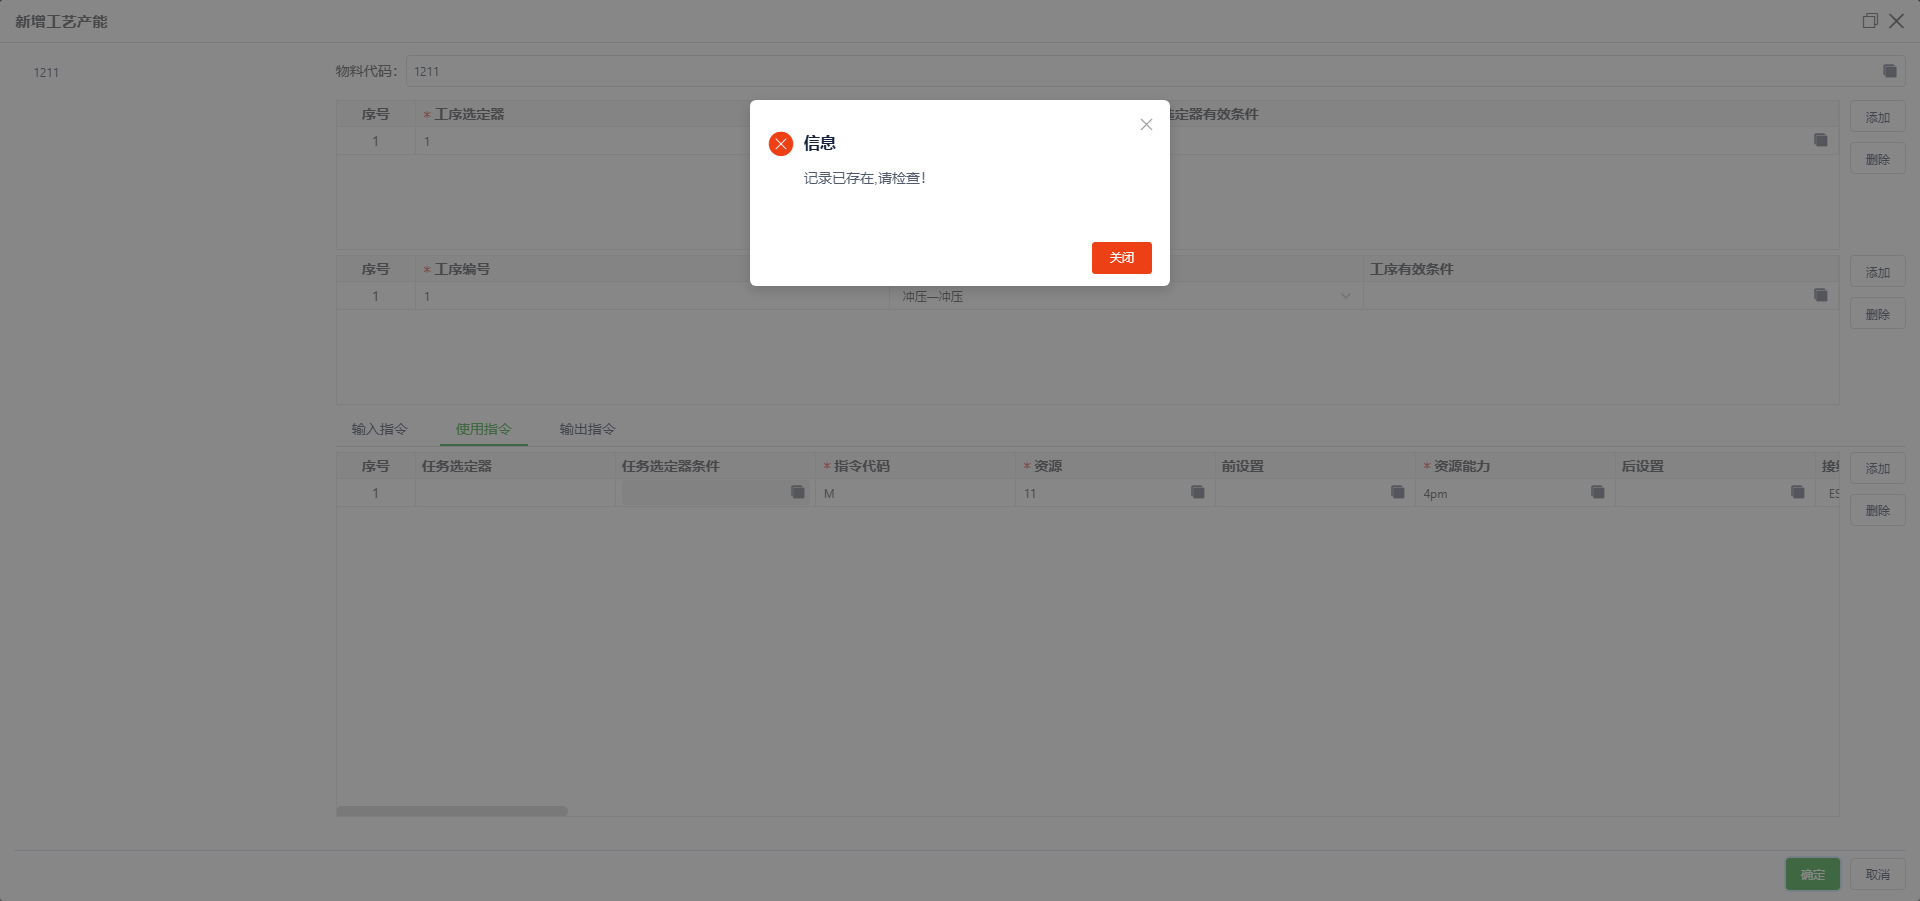 新增工艺产能
1211
物料代码: 1211
序号 * 工序选定器 选定器有效条件 添加
1 1
删除
信息
记录已存在,请检查!
关闭
序号 * 工序编号 工序有效条件 添加
1 1 冲压—冲压
删除
输入指令 使用指令 输出指令
序号 任务选定器 任务选定器条件 * 指令代码 * 资源 前设置 * 资源能力 后设置 添加
1 M 11 4pm ES
删除
确定 取消